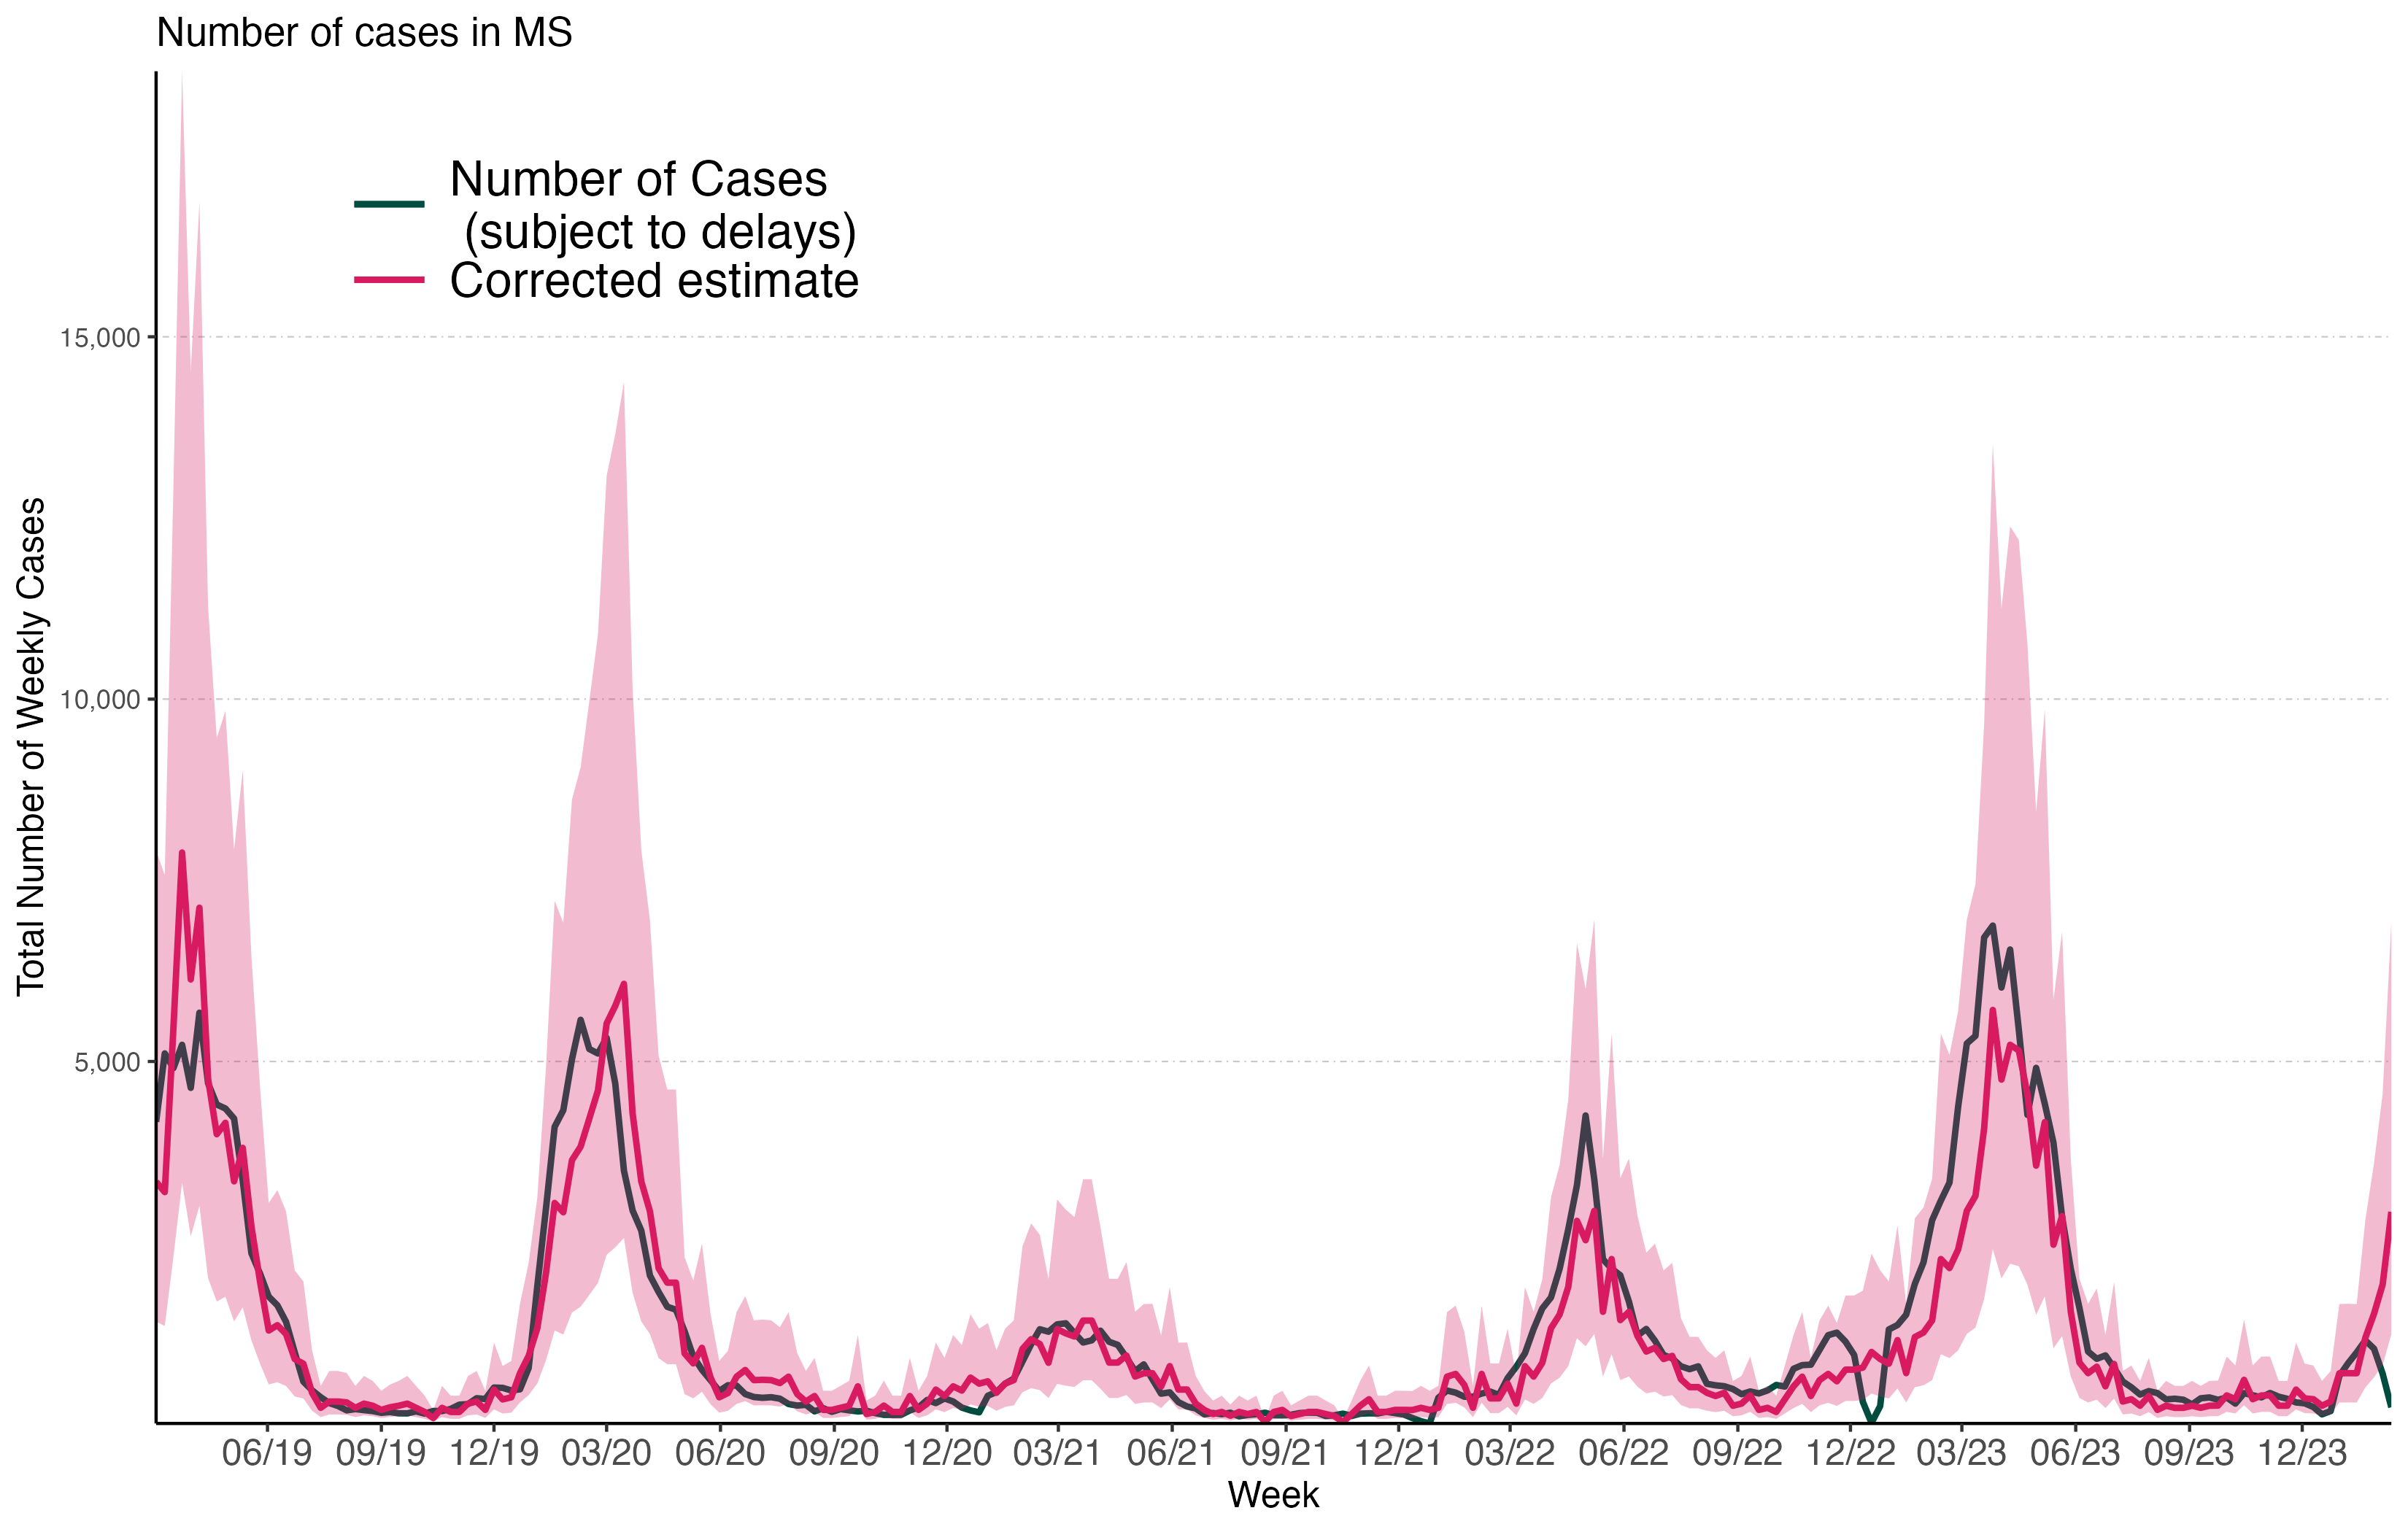 Number of cases in MS
Number of Cases
(subject to delays)
Corrected estimate
15,000
10,000
5,000
Total Number of Weekly Cases
06/19 09/19 12/19 03/20 06/20 09/20 12/20 03/21 06/21 09/21 12/21 03/22 06/22 09/22 12/22 03/23 06/23 09/23 12/23
Week